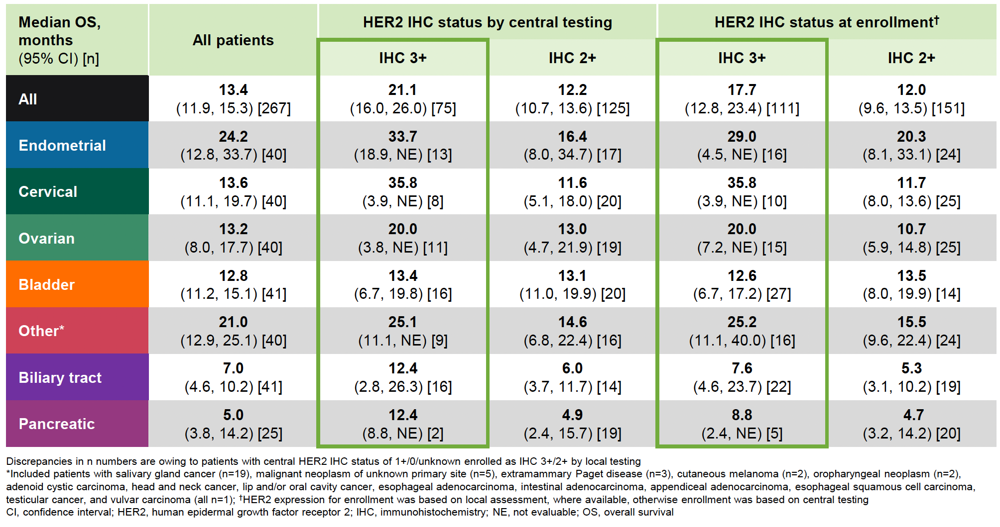 Median OS,
months
(95% CI) [n]
All patients
HER2 IHC status by central testing
HER2 IHC status at enrollment†
IHC 3+
IHC 2+
IHC 3+
IHC 2+
All
13.4
(11.9, 15.3) [267]
21.1
(16.0, 26.0) [75]
12.2
(10.7, 13.6) [125]
17.7
(12.8, 23.4) [111]
12.0
(9.6, 13.5) [151]
Endometrial
24.2
(12.8, 33.7) [40]
33.7
(18.9, NE) [13]
16.4
(8.0, 34.7) [17]
29.0
(4.5, NE) [16]
20.3
(8.1, 33.1) [24]
Cervical
13.6
(11.1, 19.7) [40]
35.8
(3.9, NE) [8]
11.6
(5.1, 18.0) [20]
35.8
(3.9, NE) [10]
11.7
(8.0, 13.6) [25]
Ovarian
13.2
(8.0, 17.7) [40]
20.0
(3.8, NE) [11]
13.0
(4.7, 21.9) [19]
20.0
(7.2, NE) [15]
10.7
(5.9, 14.8) [25]
Bladder
12.8
(11.2, 15.1) [41]
13.4
(6.7, 19.8) [16]
13.1
(11.0, 19.9) [20]
12.6
(6.7, 17.2) [27]
13.5
(8.0, 19.9) [14]
Other*
21.0
(12.9, 25.1) [40]
25.1
(11.1, NE) [9]
14.6
(6.8, 22.4) [16]
25.2
(11.1, 40.0) [16]
15.5
(9.6, 22.4) [24]
Biliary tract
7.0
(4.6, 10.2) [41]
12.4
(2.8, 26.3) [16]
6.0
(3.7, 11.7) [14]
7.6
(4.6, 23.7) [22]
5.3
(3.1, 10.2) [19]
Pancreatic
5.0
(3.8, 14.2) [25]
12.4
(8.8, NE) [2]
4.9
(2.4, 15.7) [19]
8.8
(2.4, NE) [5]
4.7
(3.2, 14.2) [20]
Discrepancies in n numbers are owing to patients with central HER2 IHC status of 1+/0/unknown enrolled as IHC 3+/2+ by local testing
*Included patients with salivary gland cancer (n=19), malignant neoplasm of unknown primary site (n=5), extramammary Paget disease (n=3), cutaneous melanoma (n=2), oropharyngeal neoplasm (n=2),
adenoid cystic carcinoma, head and neck cancer, lip and/or oral cavity cancer, esophageal adenocarcinoma, intestinal adenocarcinoma, appendiceal adenocarcinoma, esophageal squamous cell carcinoma,
testicular cancer, and vulvar carcinoma (all n=1); †HER2 expression for enrollment was based on local assessment, where available, otherwise enrollment was based on central testing
CI, confidence interval; HER2, human epidermal growth factor receptor 2; IHC, immunohistochemistry; NE, not evaluable; OS, overall survival